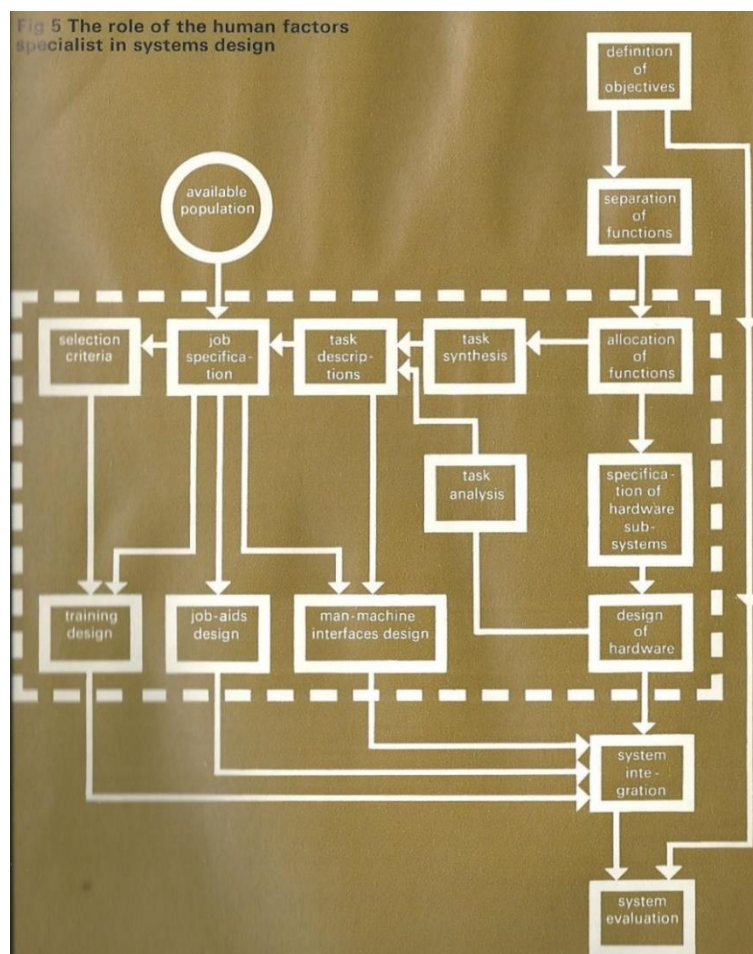 Fig 5 The role of the human factors
specialist in systems design
definition
of
objectives
available
population
separation
of
functions
selection
criteria
job
specifica-
tion
task
descrip-
tions
task
synthesis
allocation
of
functions
task
analysis
specifica-
tion of
hardware
sub-
systems
training
design
job-aids
design
man-machine
interfaces design
design
of
hardware
system
inte-
gration
system
evaluation